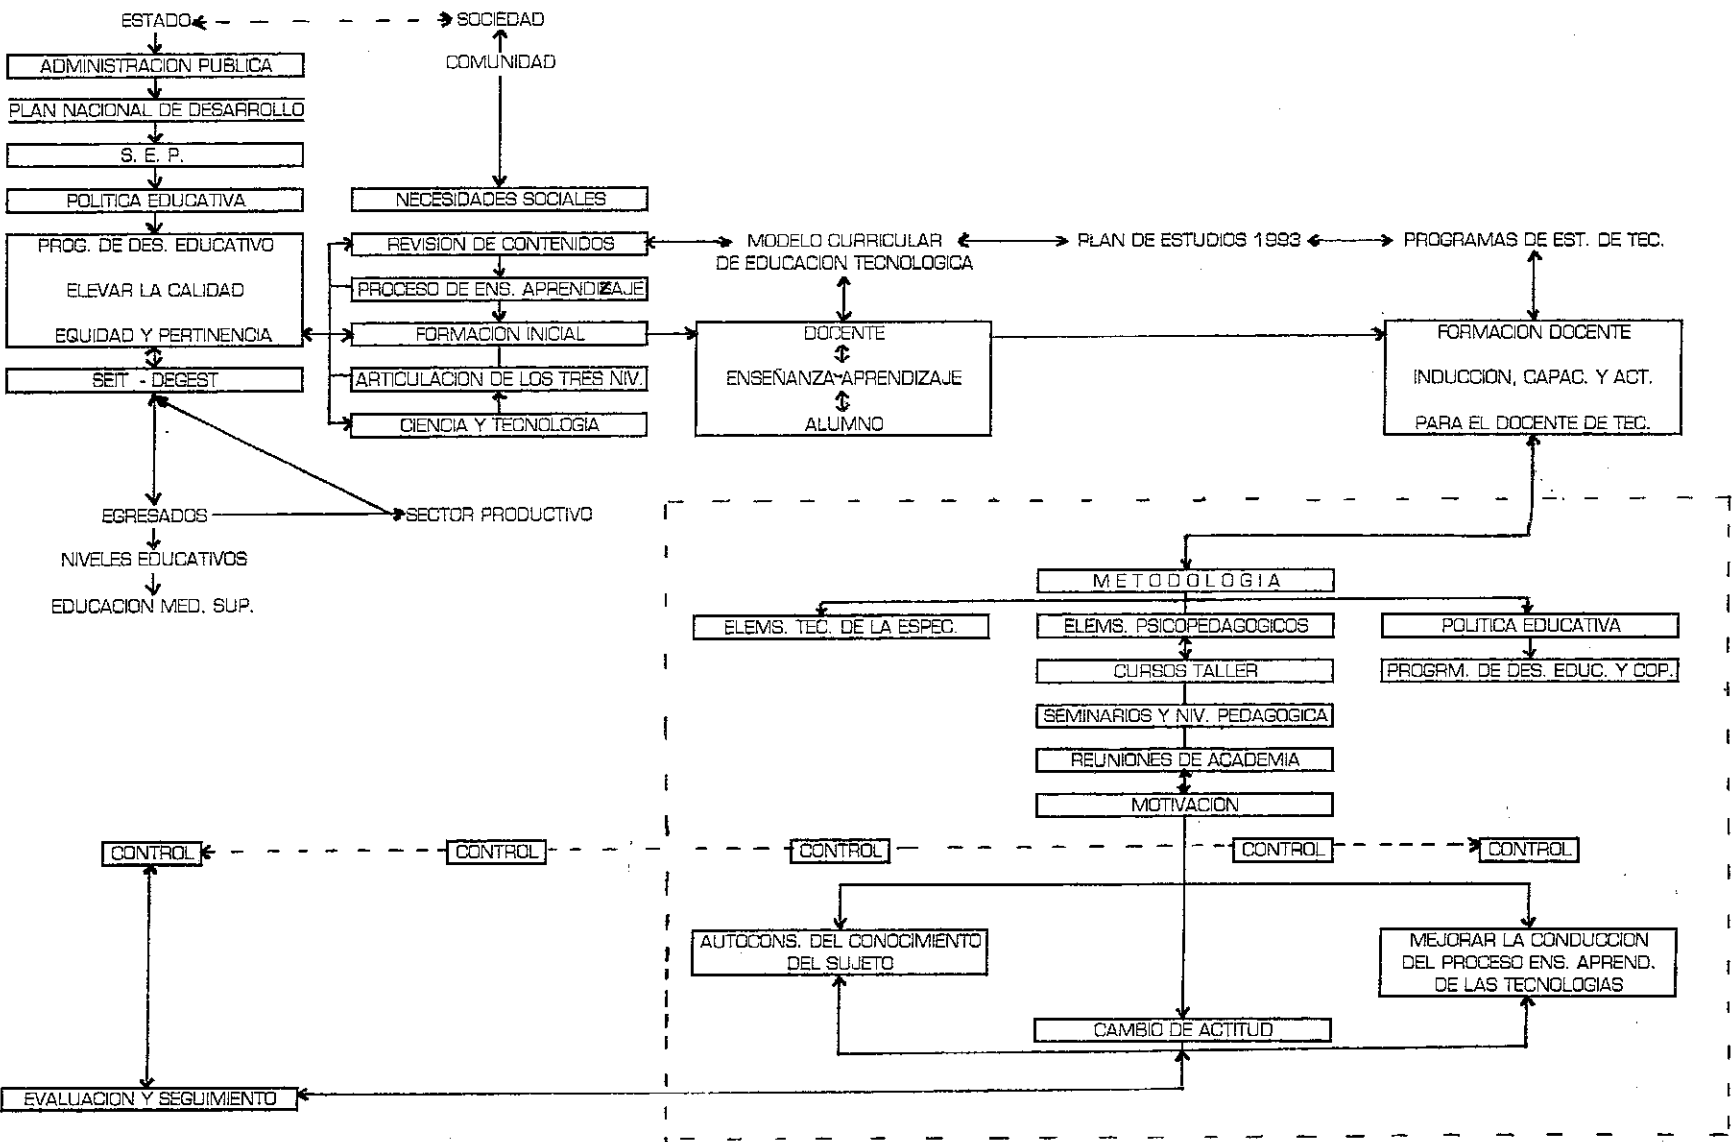 ESTADO
SOCIEDAD
COMUNIDAD
ADMINISTRACION PUBLICA
PLAN NACIONAL DE DESARROLLO
S. E. P.
POLITICA EDUCATIVA
NECESIDADES SOCIALES
PROG. DE DES. EDUCATIVO
ELEVAR LA CALIDAD
EQUIDAD Y PERTINENCIA
REVISION DE CONTENIDOS
MODELO CURRICULAR
DE EDUCACION TECNOLOGICA
PLAN DE ESTUDIOS 1993
PROGRAMAS DE EST. DE TEC.
PROCESO DE ENS. APRENDIZAJE
FORMACION INICIAL
ARTICULACION DE LOS TRES NIV.
CIENCIA Y TECNOLOGIA
DOCENTE
ENSEÑANZA-APRENDIZAJE
ALUMNO
FORMACION DOCENTE
INDUCCION, CAPAC. Y ACT.
PARA EL DOCENTE DE TEC.
SEIT - DEGEST
EGRESADOS
SECTOR PRODUCTIVO
NIVELES EDUCATIVOS
EDUCACION MED. SUP.
METODOLOGIA
ELEMS. TEC. DE LA ESPEC.
ELEMS. PSICOPEDAGOGICOS
POLITICA EDUCATIVA
CURSOS TALLER
PROGRM. DE DES. EDUC. Y COP.
SEMINARIOS Y NIV. PEDAGOGICA
REUNIONES DE ACADEMIA
MOTIVACION
CONTROL
CONTROL
CONTROL
CONTROL
CONTROL
AUTOCONS. DEL CONOCIMIENTO
DEL SUJETO
MEJORAR LA CONDUCCION
DEL PROCESO ENS. APREND.
DE LAS TECNOLOGIAS
CAMBIO DE ACTITUD
EVALUACION Y SEGUIMIENTO